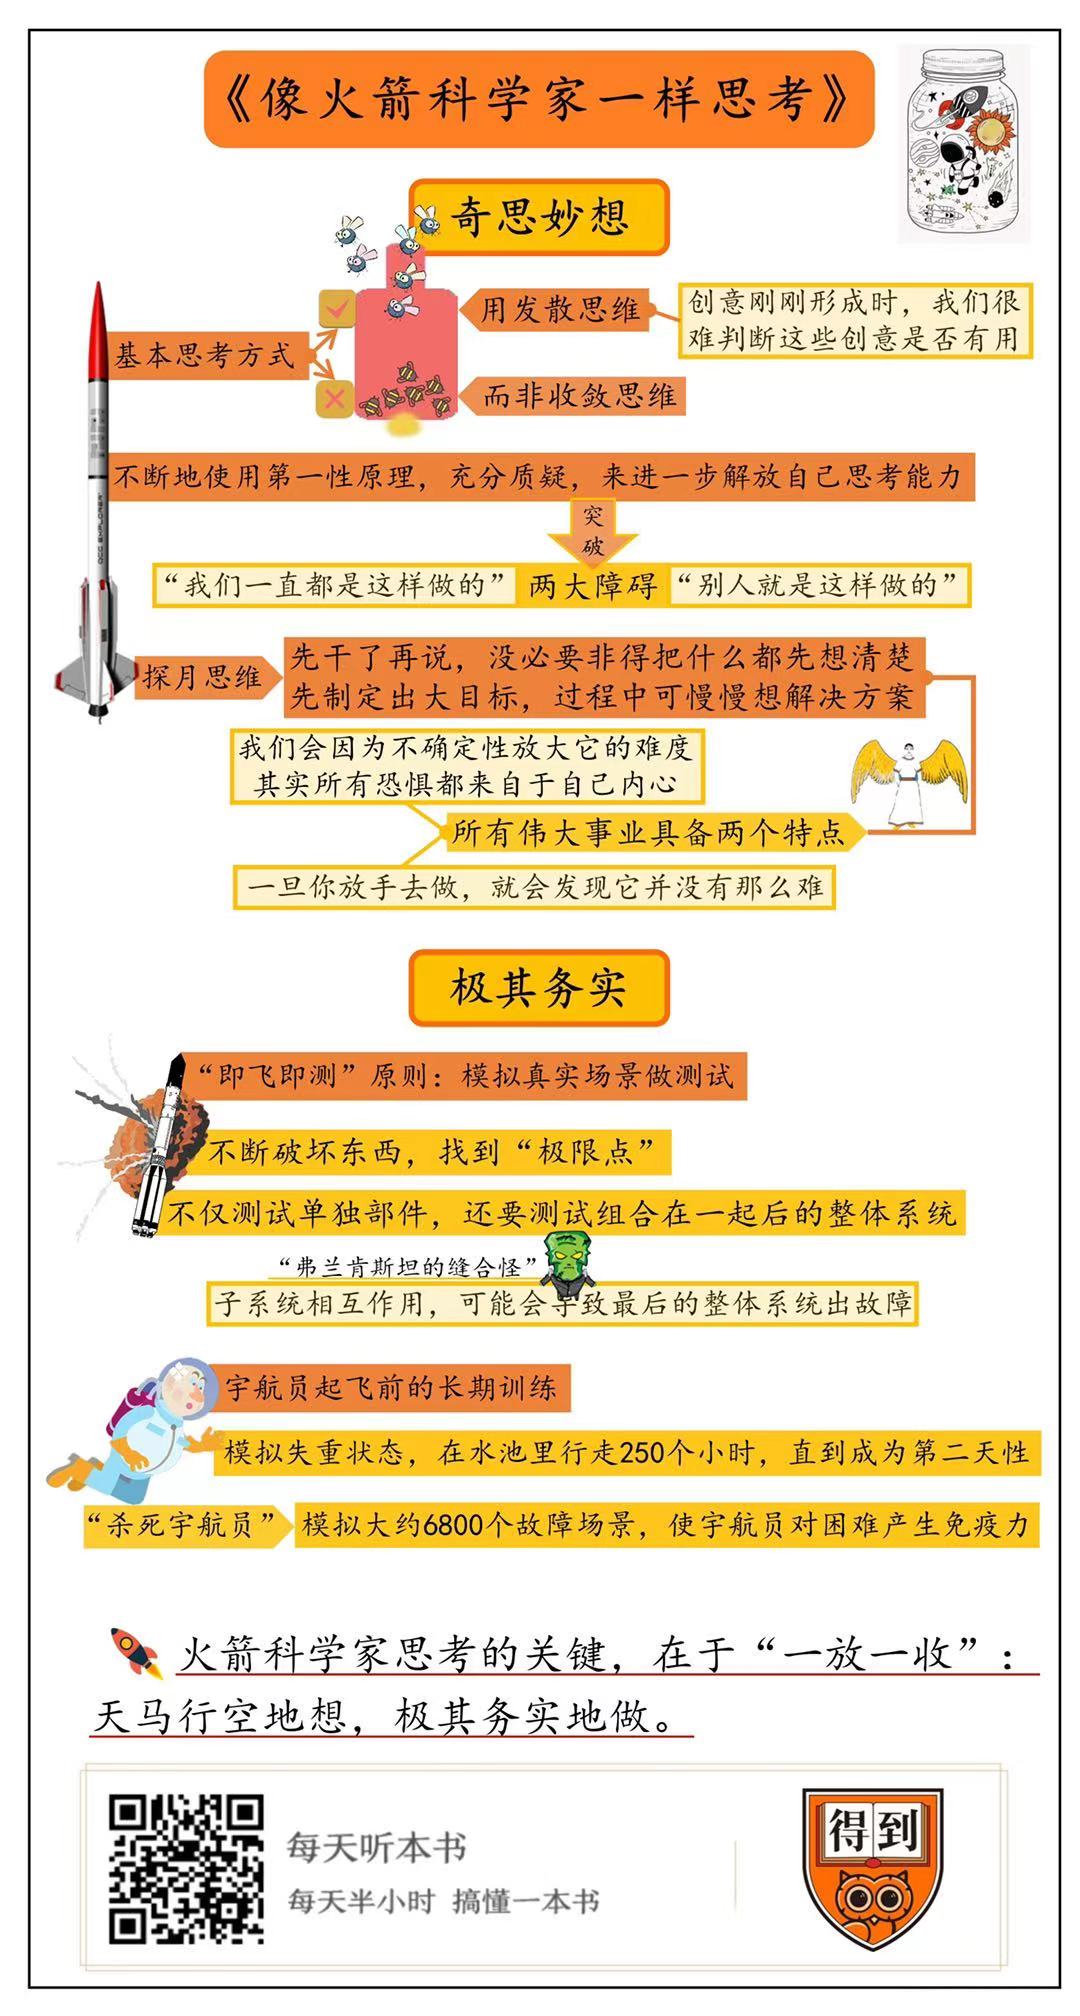 《像火箭科学家一样思考》
奇思妙想
基本思考方式
用发散思维
创意刚刚形成时，我们很
难判断这些创意是否有用
而非收敛思维
不断地使用第一性原理，充分质疑，来进一步解放自己思考能力
突
破
“我们一直都是这样做的” 两大障碍 “别人就是这样做的”
探月思维
先干了再说，没必要非得把什么都先想清楚
先制定出大目标，过程中可慢慢想解决方案
我们会因为不确定性放大它的难度
其实所有恐惧都来自于自己内心
所有伟大事业具备两个特点
一旦你放手去做，就会发现它并没有那么难
极其务实
“即飞即测”原则：模拟真实场景做测试
不断破坏东西，找到“极限点”
不仅测试单独部件，还要测试组合在一起后的整体系统
“弗兰肯斯坦的缝合怪”
子系统相互作用，可能会导致最后的整体系统出故障
宇航员起飞前的长期训练
模拟失重状态，在水池里行走250个小时，直到成为第二天性
“杀死宇航员” 模拟大约6800个故障场景，使宇航员对困难产生免疫力
火箭科学家思考的关键，在于“一放一收”：
天马行空地想，极其务实地做。
每天听本书
每天半小时 搞懂一本书
得到